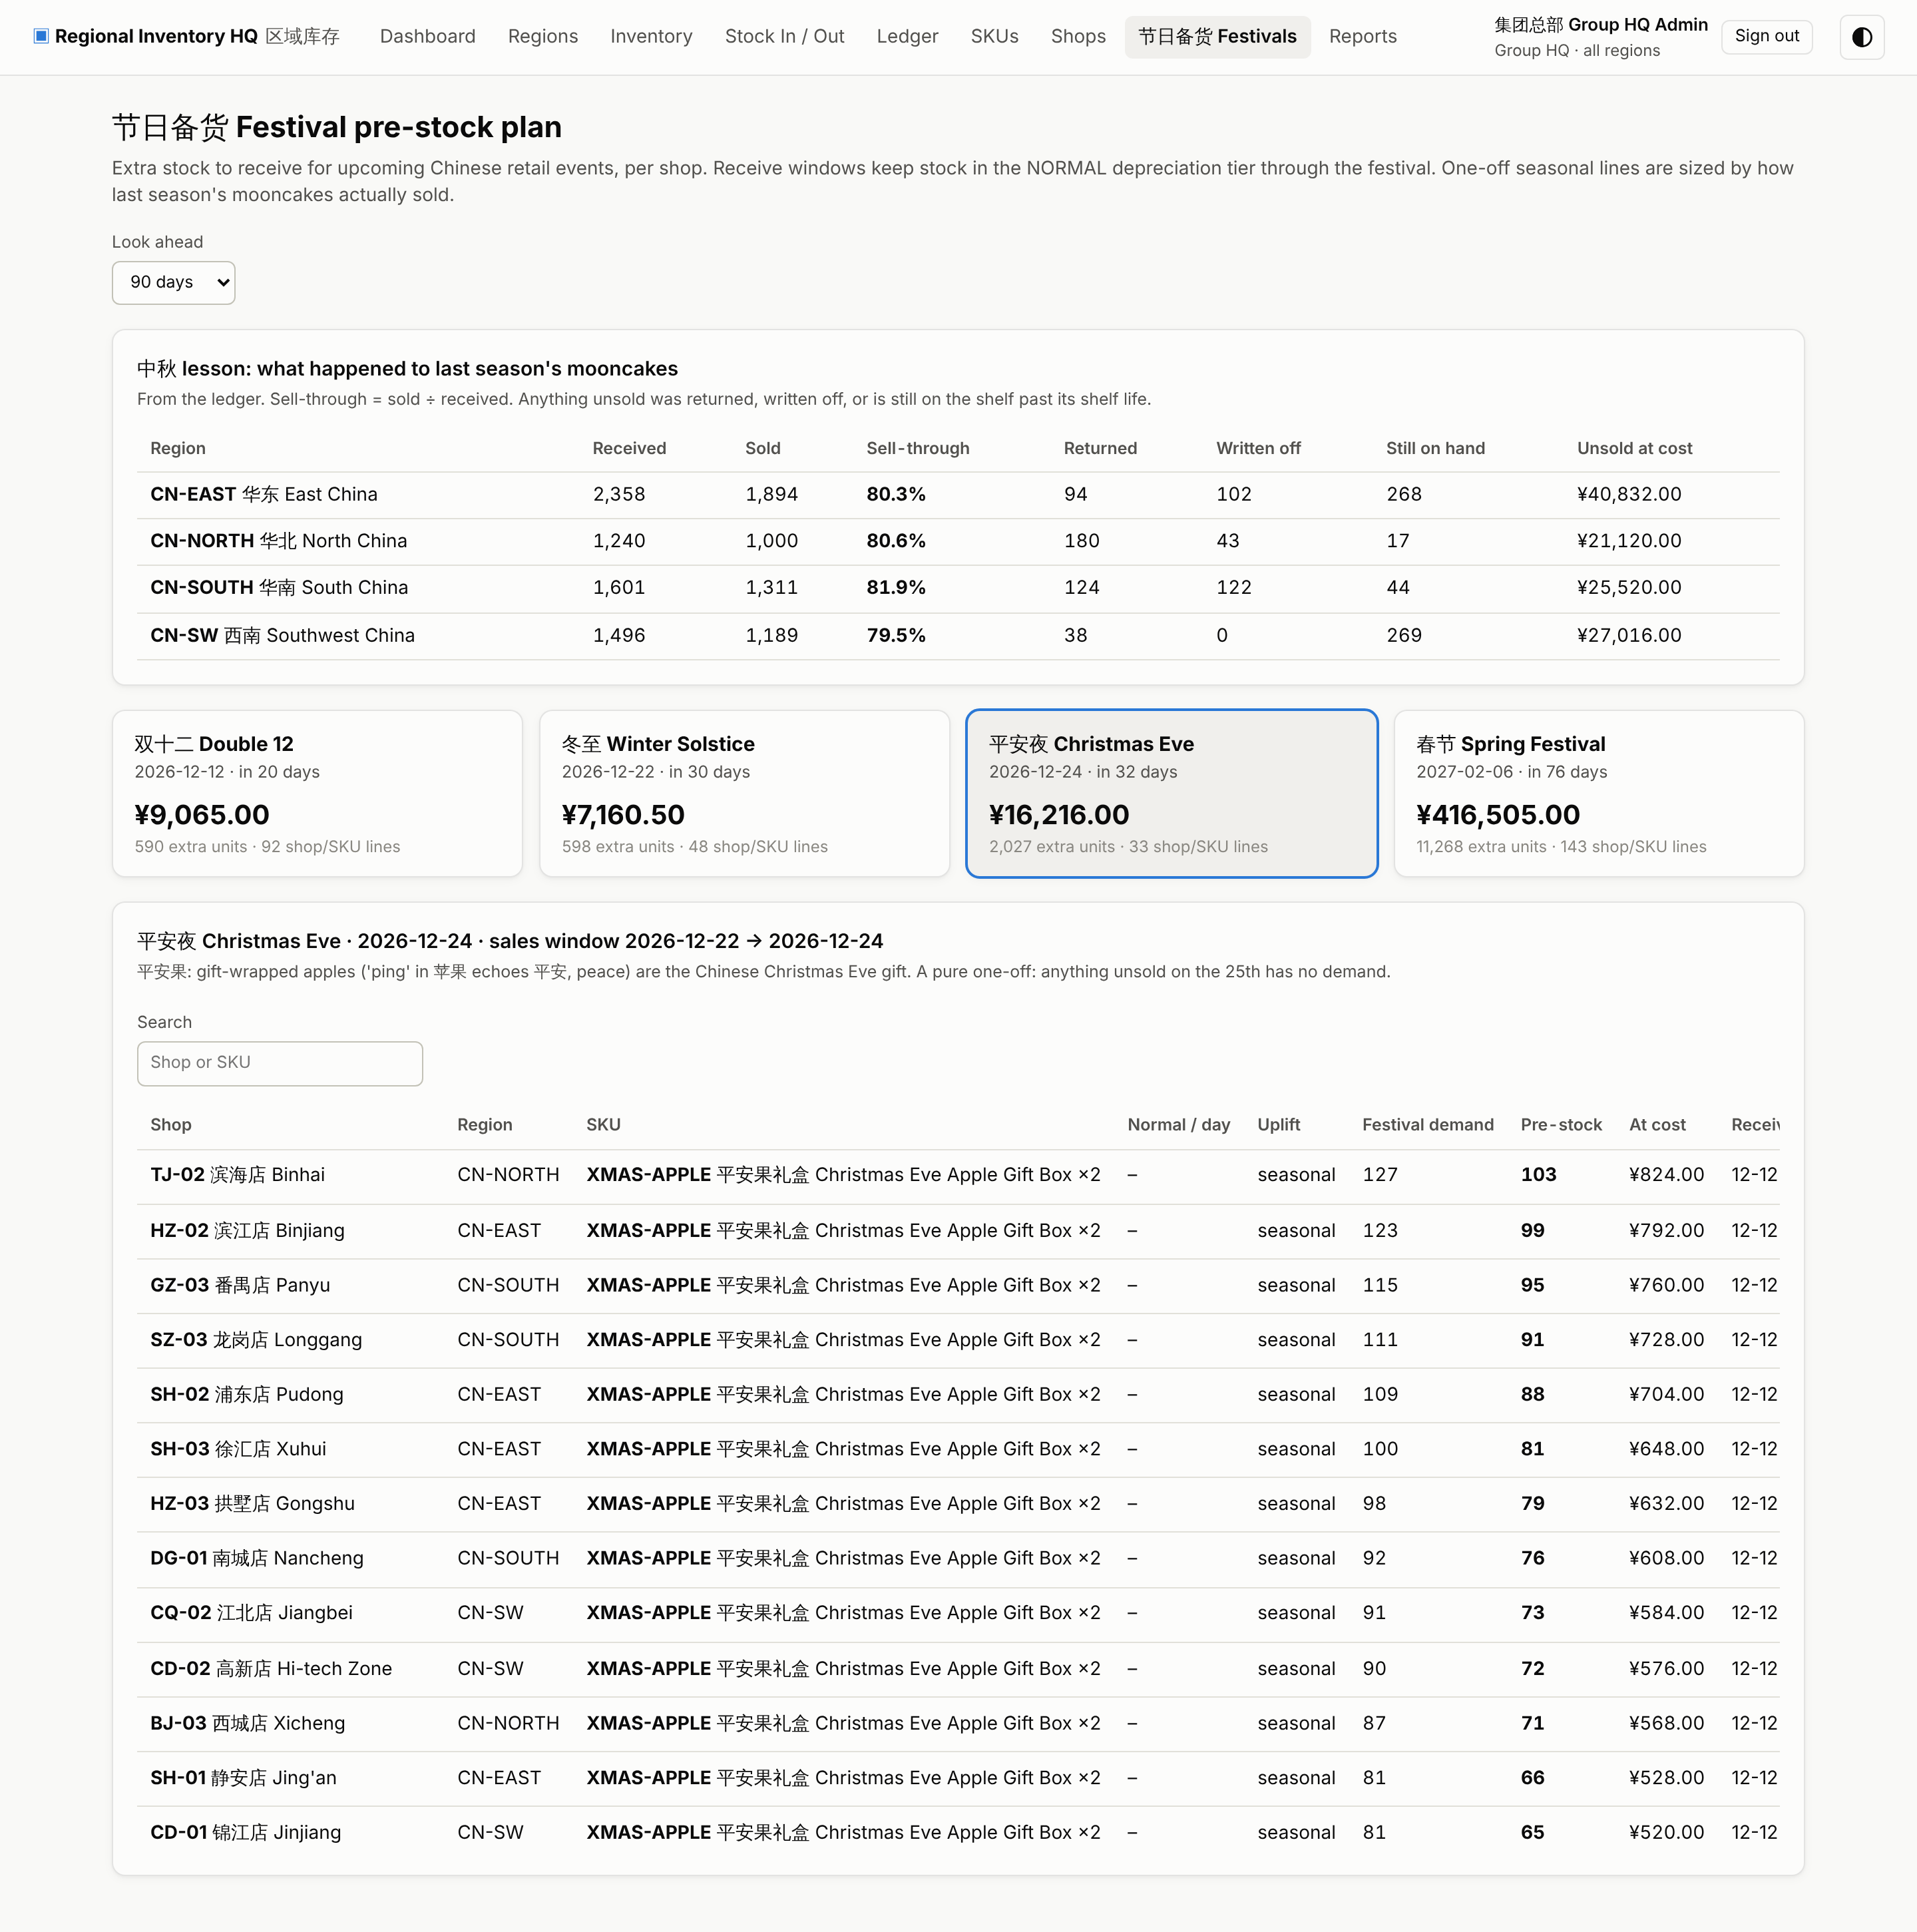 Regional Inventory HQ 区域库存 Dashboard Regions Inventory Stock In / Out Ledger SKUs Shops 节日备货 Festivals Reports 集团总部 Group HQ Admin Sign out
Group HQ · all regions
节日备货 Festival pre-stock plan
Extra stock to receive for upcoming Chinese retail events, per shop. Receive windows keep stock in the NORMAL depreciation tier through the festival. One-off seasonal lines are sized by how
last season's mooncakes actually sold.
Look ahead
90 days
中秋 lesson: what happened to last season's mooncakes
From the ledger. Sell-through = sold ÷ received. Anything unsold was returned, written off, or is still on the shelf past its shelf life.
Region Received Sold Sell-through Returned Written off Still on hand Unsold at cost
CN-EAST 华东 East China 2,358 1,894 80.3% 94 102 268 ¥40,832.00
CN-NORTH 华北 North China 1,240 1,000 80.6% 180 43 17 ¥21,120.00
CN-SOUTH 华南 South China 1,601 1,311 81.9% 124 122 44 ¥25,520.00
CN-SW 西南 Southwest China 1,496 1,189 79.5% 38 0 269 ¥27,016.00
双十二 Double 12
2026-12-12 · in 20 days
¥9,065.00
590 extra units · 92 shop/SKU lines
冬至 Winter Solstice
2026-12-22 · in 30 days
¥7,160.50
598 extra units · 48 shop/SKU lines
平安夜 Christmas Eve
2026-12-24 · in 32 days
¥16,216.00
2,027 extra units · 33 shop/SKU lines
春节 Spring Festival
2027-02-06 · in 76 days
¥416,505.00
11,268 extra units · 143 shop/SKU lines
平安夜 Christmas Eve · 2026-12-24 · sales window 2026-12-22 → 2026-12-24
平安果: gift-wrapped apples ('ping' in 苹果 echoes 平安, peace) are the Chinese Christmas Eve gift. A pure one-off: anything unsold on the 25th has no demand.
Search
Shop or SKU
Shop Region SKU Normal / day Uplift Festival demand Pre-stock At cost
TJ-02 滨海店 Binhai CN-NORTH XMAS-APPLE 平安果礼盒 Christmas Eve Apple Gift Box ×2 – seasonal 127 103 ¥824.00 12-12
HZ-02 滨江店 Binjiang CN-EAST XMAS-APPLE 平安果礼盒 Christmas Eve Apple Gift Box ×2 – seasonal 123 99 ¥792.00 12-12
GZ-03 番禺店 Panyu CN-SOUTH XMAS-APPLE 平安果礼盒 Christmas Eve Apple Gift Box ×2 – seasonal 115 95 ¥760.00 12-12
SZ-03 龙岗店 Longgang CN-SOUTH XMAS-APPLE 平安果礼盒 Christmas Eve Apple Gift Box ×2 – seasonal 111 91 ¥728.00 12-12
SH-02 浦东店 Pudong CN-EAST XMAS-APPLE 平安果礼盒 Christmas Eve Apple Gift Box ×2 – seasonal 109 88 ¥704.00 12-12
SH-03 徐汇店 Xuhui CN-EAST XMAS-APPLE 平安果礼盒 Christmas Eve Apple Gift Box ×2 – seasonal 100 81 ¥648.00 12-12
HZ-03 拱墅店 Gongshu CN-EAST XMAS-APPLE 平安果礼盒 Christmas Eve Apple Gift Box ×2 – seasonal 98 79 ¥632.00 12-12
DG-01 南城店 Nancheng CN-SOUTH XMAS-APPLE 平安果礼盒 Christmas Eve Apple Gift Box ×2 – seasonal 92 76 ¥608.00 12-12
CQ-02 江北店 Jiangbei CN-SW XMAS-APPLE 平安果礼盒 Christmas Eve Apple Gift Box ×2 – seasonal 91 73 ¥584.00 12-12
CD-02 高新店 Hi-tech Zone CN-SW XMAS-APPLE 平安果礼盒 Christmas Eve Apple Gift Box ×2 – seasonal 90 72 ¥576.00 12-12
BJ-03 西城店 Xicheng CN-NORTH XMAS-APPLE 平安果礼盒 Christmas Eve Apple Gift Box ×2 – seasonal 87 71 ¥568.00 12-12
SH-01 静安店 Jing'an CN-EAST XMAS-APPLE 平安果礼盒 Christmas Eve Apple Gift Box ×2 – seasonal 81 66 ¥528.00 12-12
CD-01 锦江店 Jinjiang CN-SW XMAS-APPLE 平安果礼盒 Christmas Eve Apple Gift Box ×2 – seasonal 81 65 ¥520.00 12-12